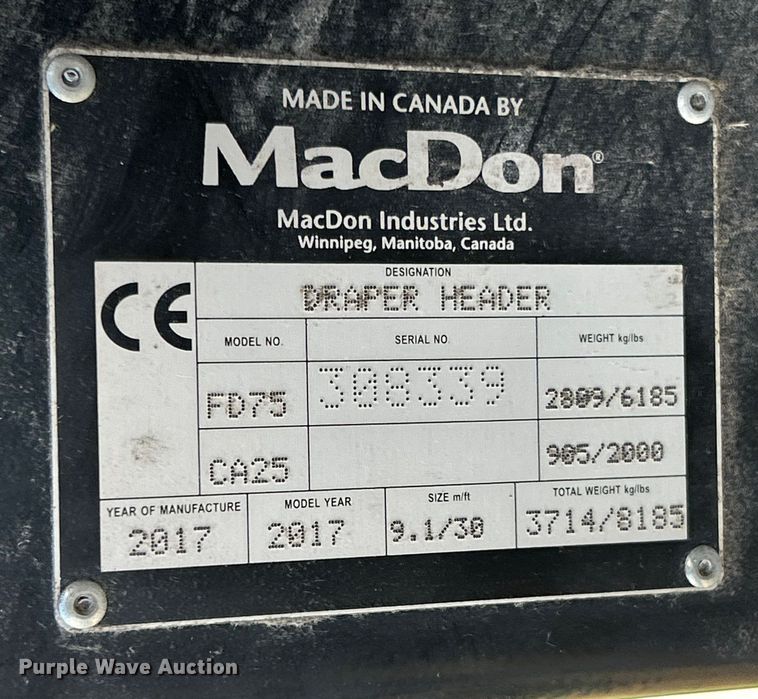 MADE IN CANADA BY
MacDon®
MacDon Industries Ltd.
Winnipeg, Manitoba, Canada
CE
DESIGNATION
DRAPER HEADER
MODEL NO. SERIAL NO. WEIGHT kg/lbs
FD75 308339 2809/6185
CA25 905/2000
YEAR OF MANUFACTURE MODEL YEAR SIZE m/ft TOTAL WEIGHT kg/lbs
2017 2017 9.1/30 3714/8185
Purple Wave Auction